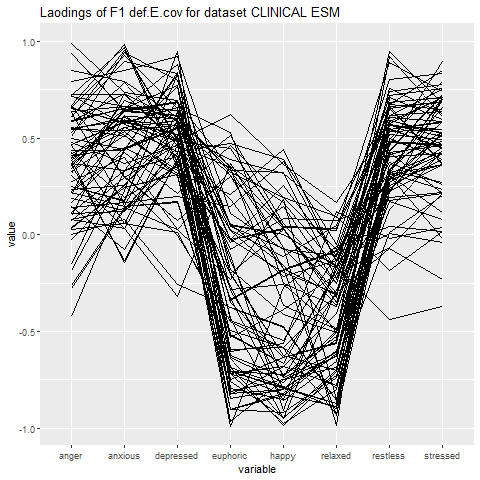 Laodings of F1 def.E.cov for dataset CLINICAL ESM
1.0
0.5
0.0
-0.5
-1.0
value
anger anxious depressed euphoric happy relaxed restless stressed
variable